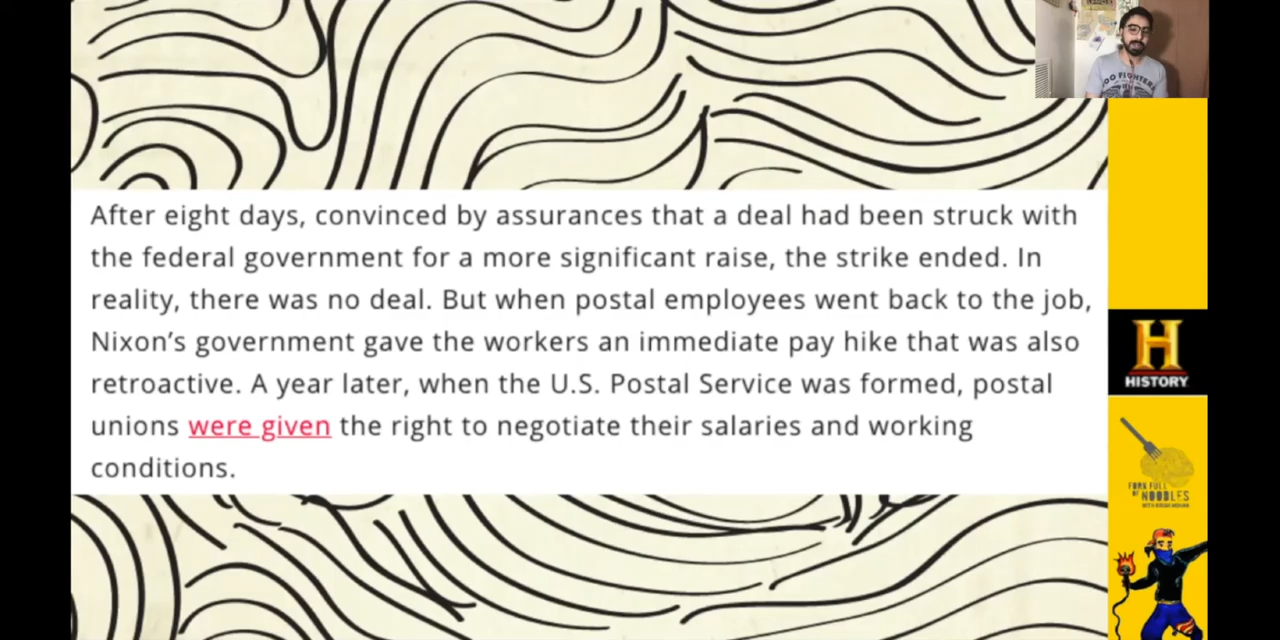 After eight days, convinced by assurances that a deal had been struck with
the federal government for a more significant raise, the strike ended. In
reality, there was no deal. But when postal employees went back to the job,
Nixon’s government gave the workers an immediate pay hike that was also
retroactive. A year later, when the U.S. Postal Service was formed, postal
unions were given the right to negotiate their salaries and working
conditions.
FOO FIGHTERS
H
HISTORY
FORK FULL
OF NOODLES